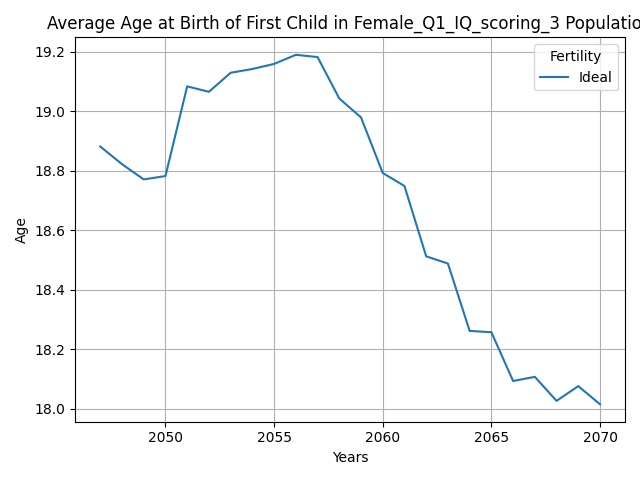 Average Age at Birth of First Child in Female_Q1_IQ_scoring_3 Populatio
19.2
19.0
18.8
18.6
18.4
18.2
18.0
Age
Fertility
Ideal
2050 2055 2060 2065 2070
Years